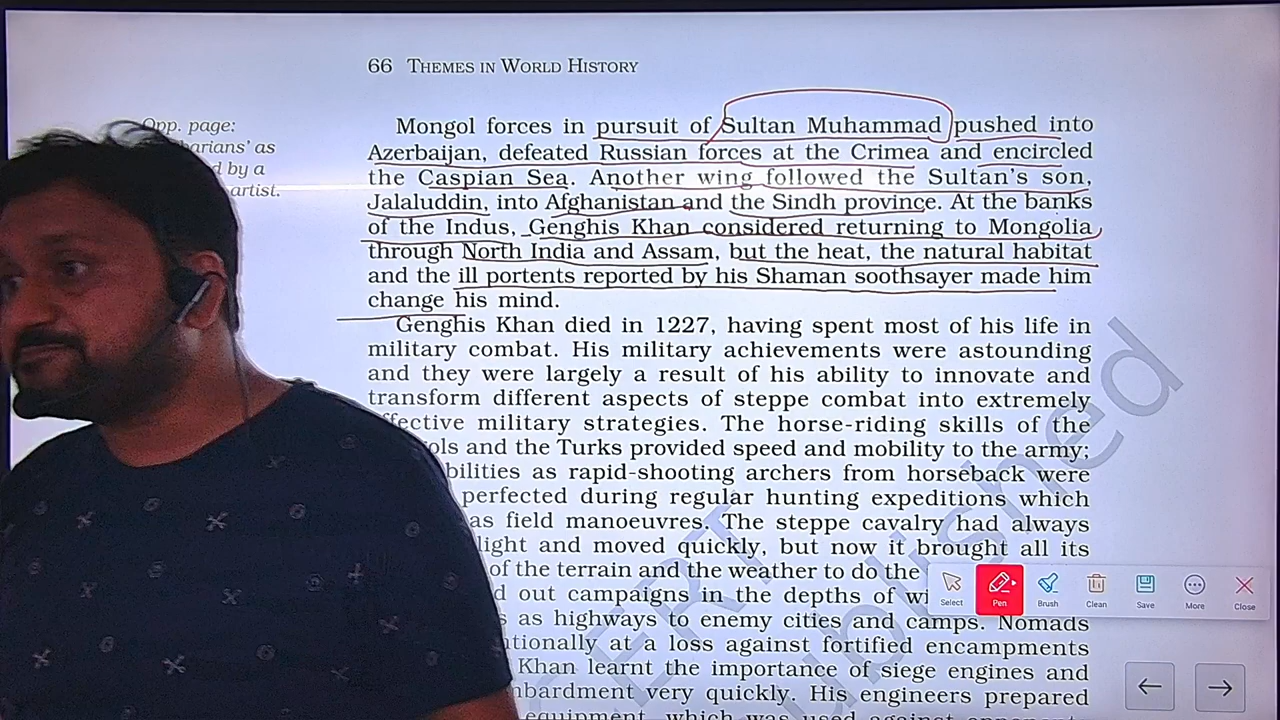 66 THEMES IN WORLD HISTORY
Opp. page:
barians' as
d by a
artist.
Mongol forces in pursuit of Sultan Muhammad pushed into
Azerbaijan, defeated Russian forces at the Crimea and encircled
the Caspian Sea. Another wing followed the Sultan's son,
Jalaluddin, into Afghanistan and the Sindh province. At the banks
of the Indus, Genghis Khan considered returning to Mongolia
through North India and Assam, but the heat, the natural habitat
and the ill portents reported by his Shaman soothsayer made him
change his mind.
Genghis Khan died in 1227, having spent most of his life in
military combat. His military achievements were astounding
and they were largely a result of his ability to innovate and
transform different aspects of steppe combat into extremely
ffective military strategies. The horse-riding skills of the
ols and the Turks provided speed and mobility to the army;
bilities as rapid-shooting archers from horseback were
perfected during regular hunting expeditions which
as field manoeuvres. The steppe cavalry had always
light and moved quickly, but now it brought all its
of the terrain and the weather to do the
d out campaigns in the depths of wi
s as highways to enemy cities and camps. Nomads
ntionally at a loss against fortified encampments
Khan learnt the importance of siege engines and
mbardment very quickly. His engineers prepared
equipment, which was used against opponents
Select Pen Brush Clean Save More Close